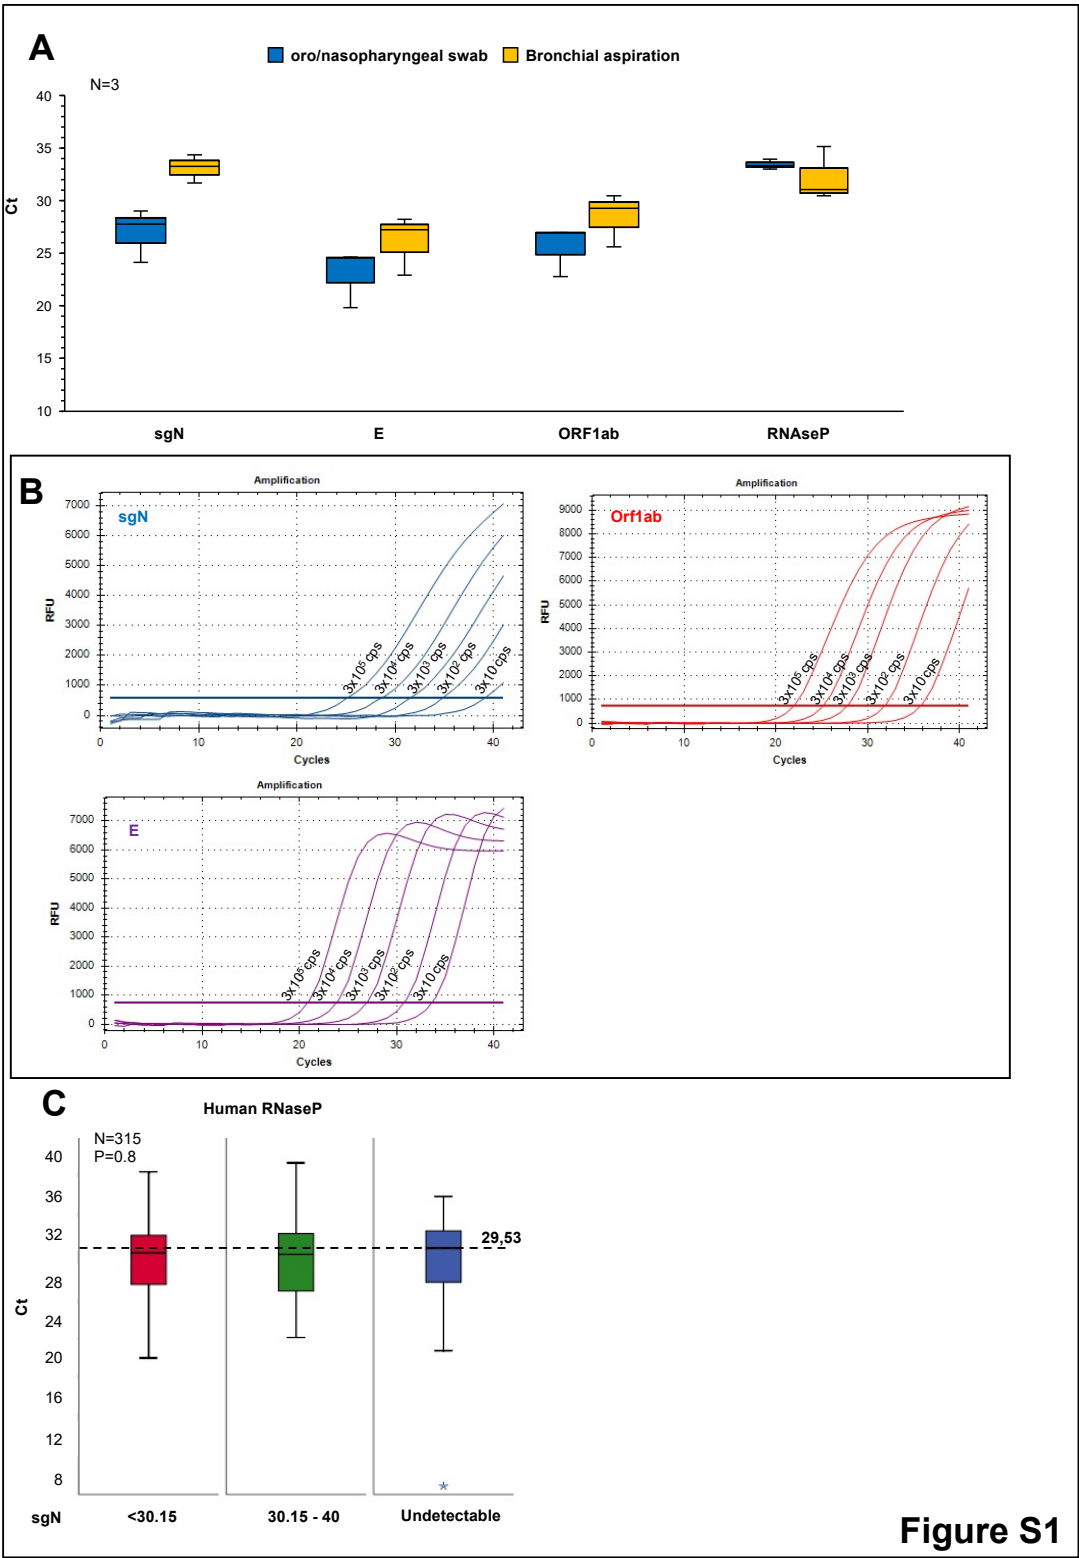 A
oro/nasopharyngeal swab Bronchial aspiration
N=3
40
35
30
25
20
15
10
Ct
sgN E ORF1ab RNAseP
B
Amplification
sgN
7000
6000
5000
4000
3000
2000
1000
0
RFU
3x10⁵ cps 3x10⁴ cps 3x10³ cps 3x10² cps 3x10 cps
0 10 20 30 40
Cycles
Amplification
Orf1ab
9000
8000
7000
6000
5000
4000
3000
2000
1000
0
RFU
3x10⁵ cps 3x10⁴ cps 3x10³ cps 3x10² cps 3x10 cps
0 10 20 30 40
Cycles
Amplification
E
7000
6000
5000
4000
3000
2000
1000
0
RFU
3x10⁵ cps 3x10⁴ cps 3x10³ cps 3x10² cps 3x10 cps
0 10 20 30 40
Cycles
C
Human RNaseP
N=315
P=0.8
40
36
32
28
24
20
16
12
8
Ct
29,53
*
sgN <30.15 30.15 - 40 Undetectable
Figure S1